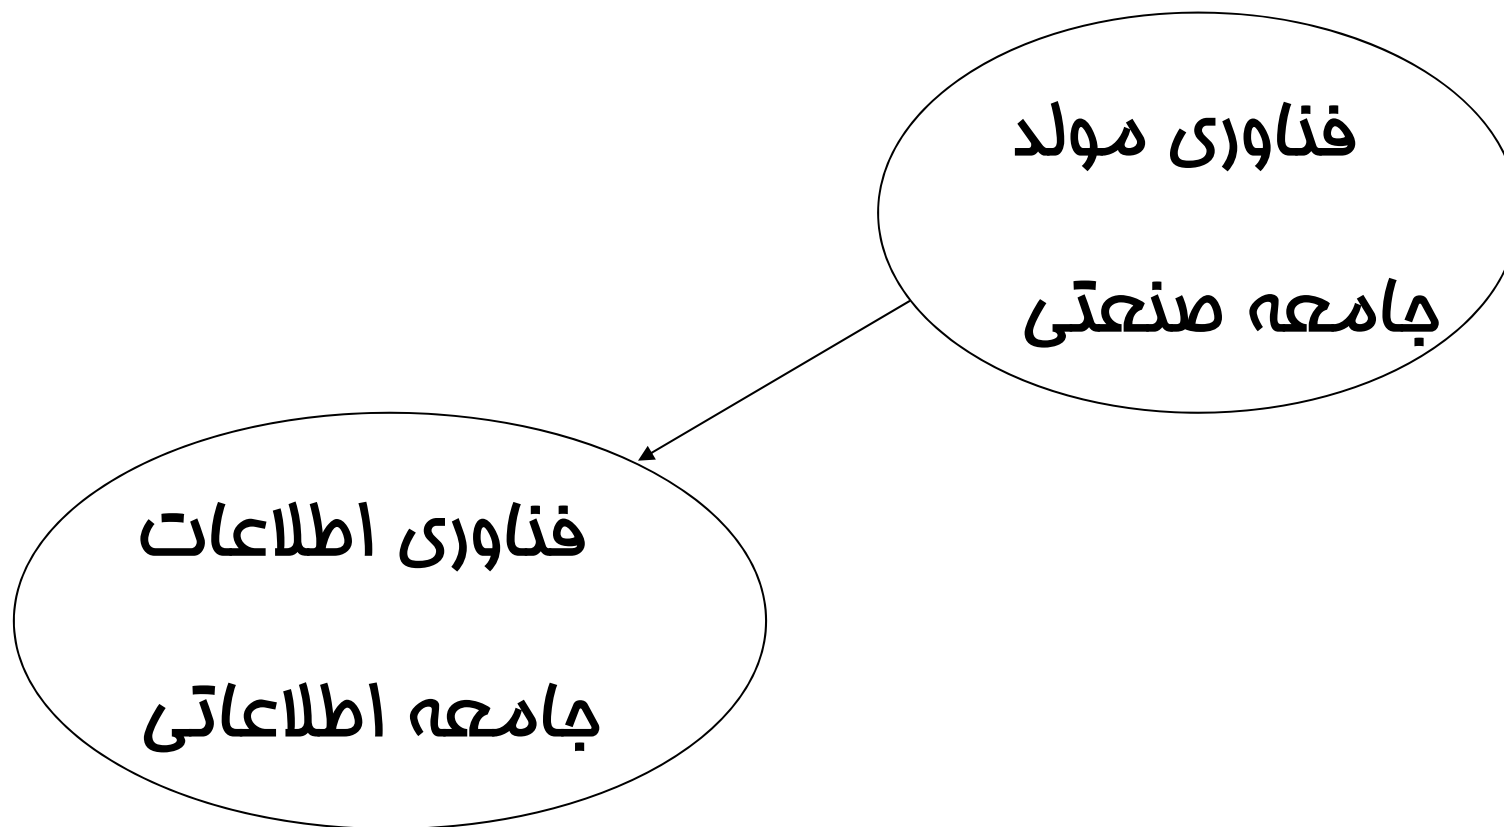 فناوری مولد
جامعه صنعتی
فناوری اطلاعات
جامعه اطلاعاتی